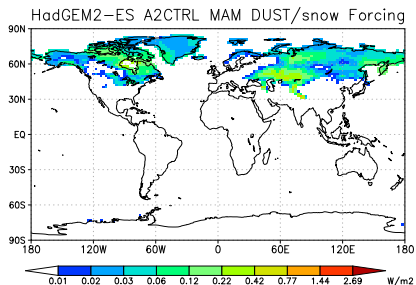 HadGEM2-ES A2CTRL MAM DUST/snow Forcing
90N
60N
30N
EQ
30S
60S
90S
180 120W 60W 0 60E 120E 180
0.01 0.02 0.03 0.06 0.12 0.22 0.42 0.77 1.44 2.69 W/m2